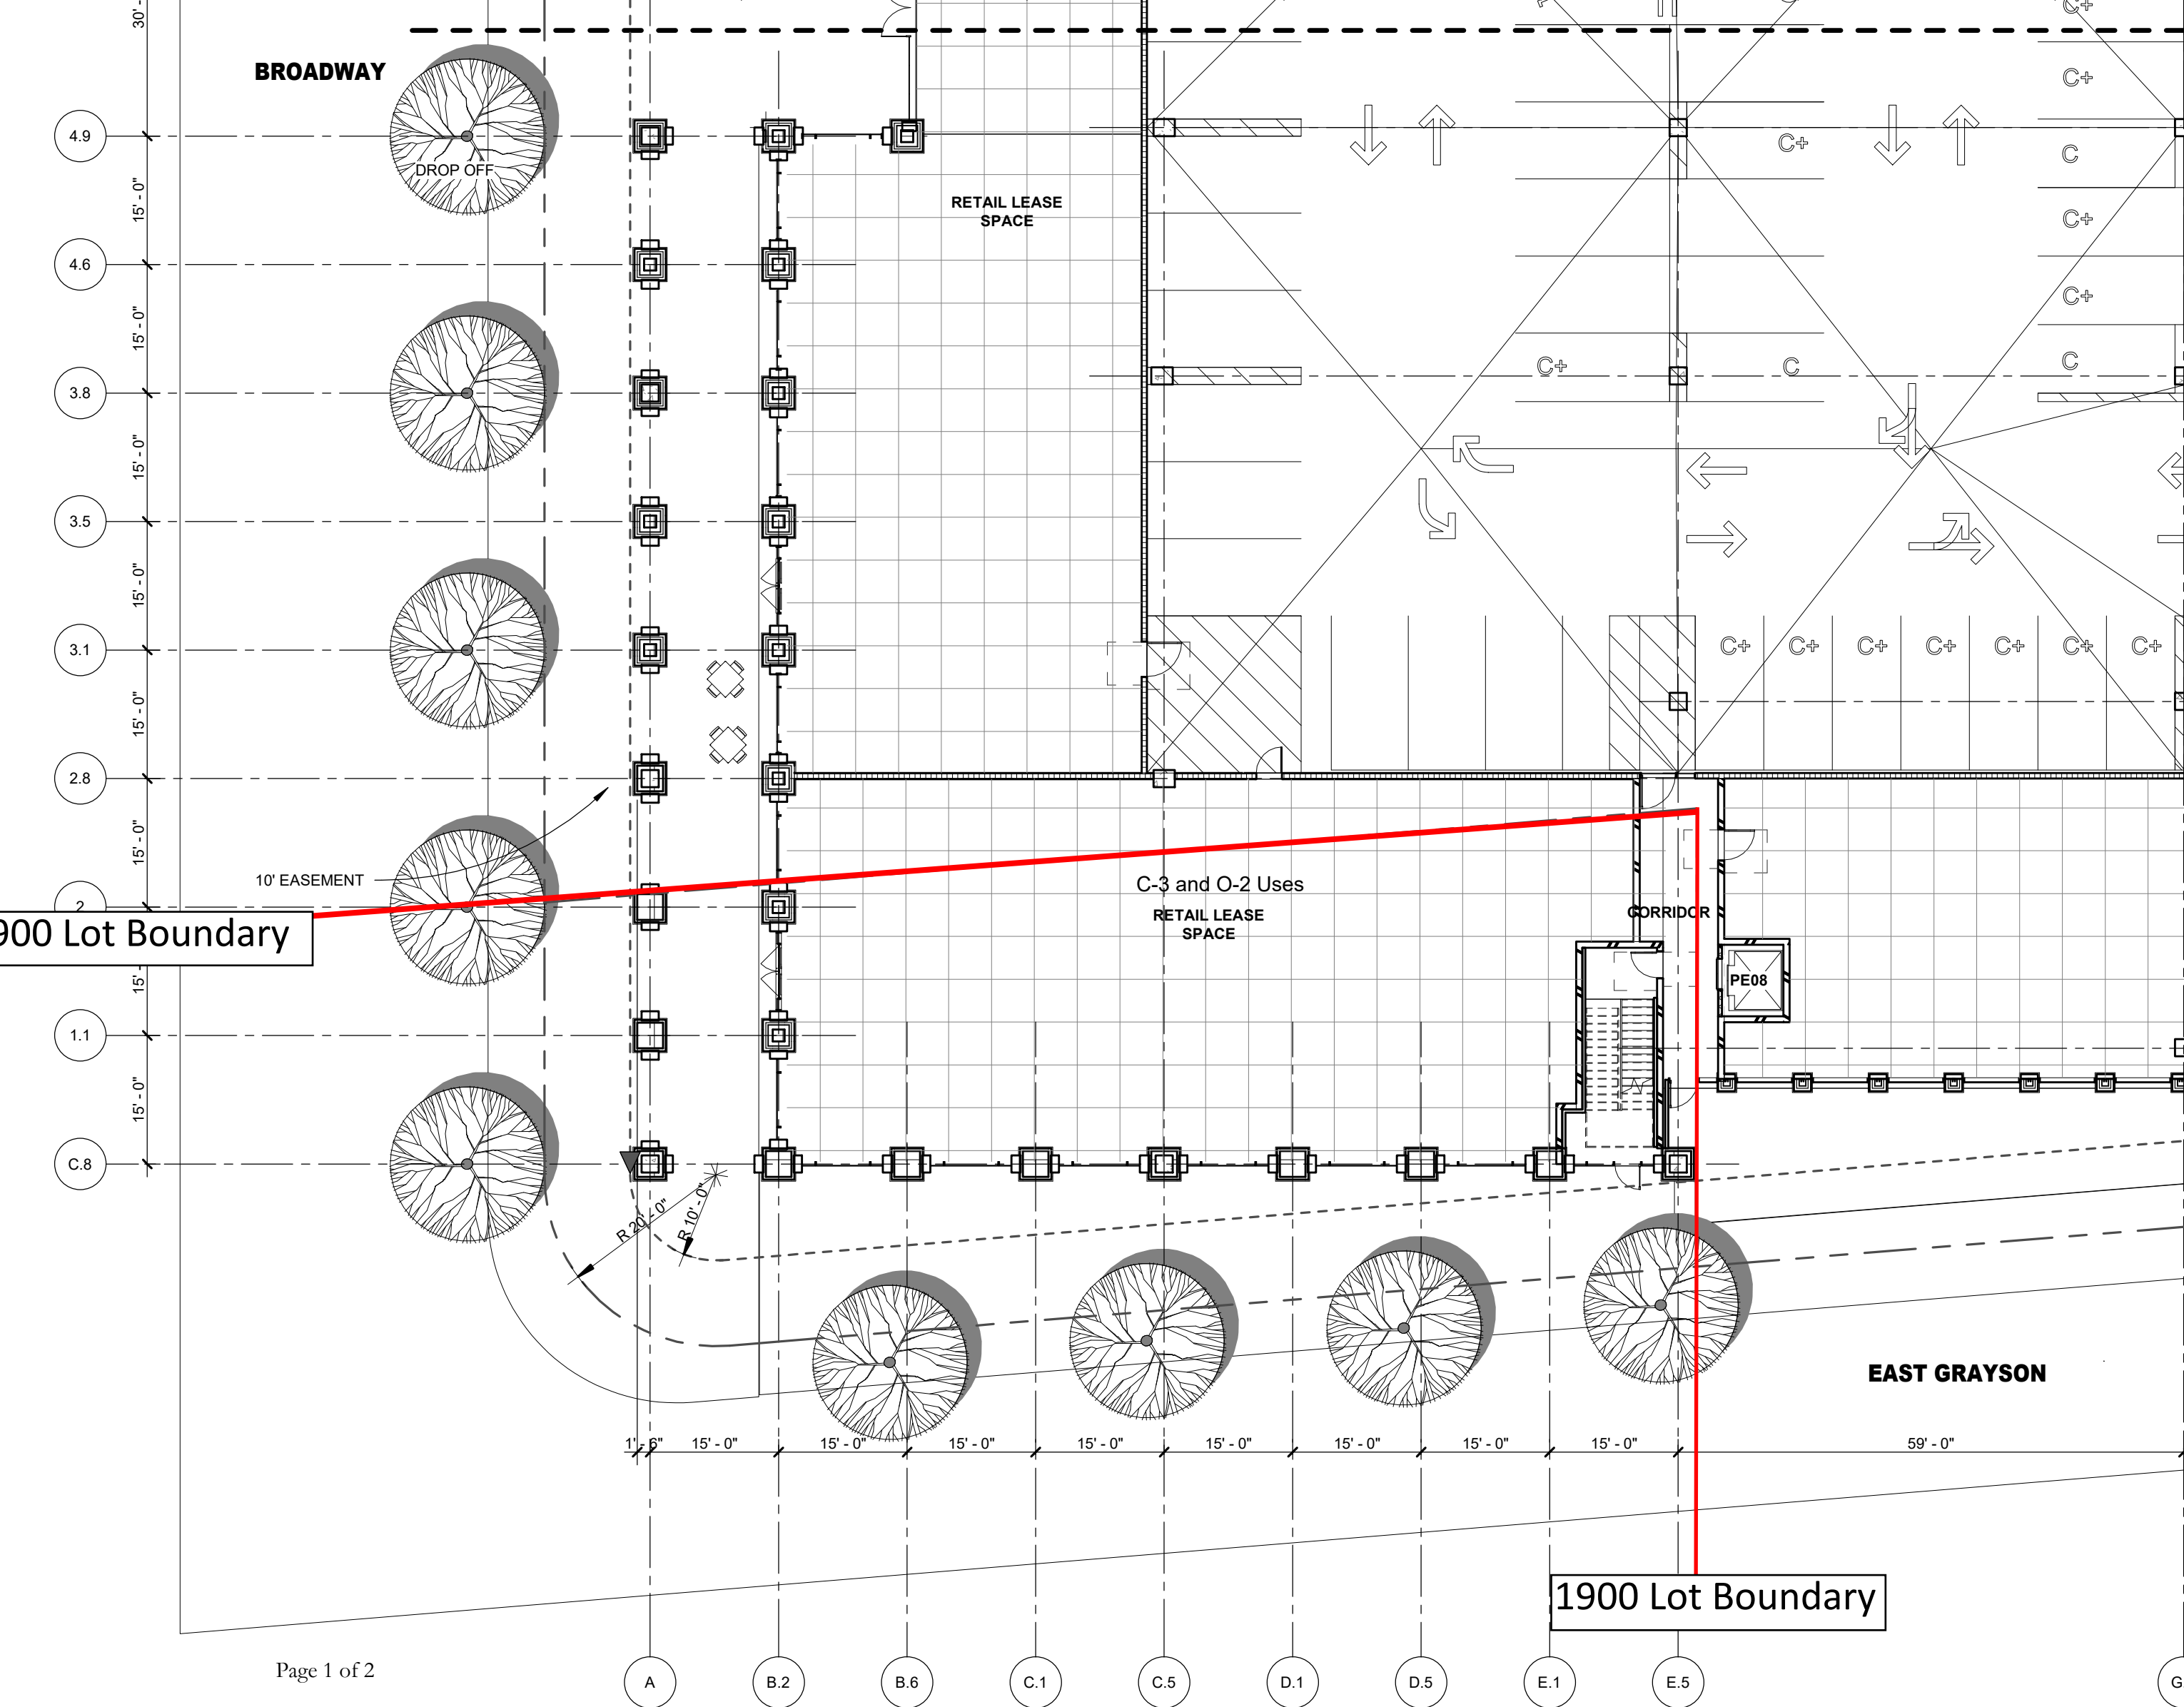 30'-
C+
BROADWAY
C+
4.9
C+
C
DROP OFF
15' - 0"
RETAIL LEASE
SPACE
C+
4.6
15' - 0"
C+
C+
C
C
3.8
15' - 0"
3.5
15' - 0"
3.1
C+
C+
C+
C+
C+
C+
C+
15' - 0"
2.8
15' - 0"
10' EASEMENT
C-3 and O-2 Uses
2
RETAIL LEASE
SPACE
CORRIDOR
900 Lot Boundary
15'-
PE08
1.1
15' - 0"
C.8
R 20' - 0"
R 10' - 0"
EAST GRAYSON
1' - 6"
15' - 0"
15' - 0"
15' - 0"
15' - 0"
15' - 0"
15' - 0"
15' - 0"
15' - 0"
59' - 0"
1900 Lot Boundary
Page 1 of 2
A
B.2
B.6
C.1
C.5
D.1
D.5
E.1
E.5
G